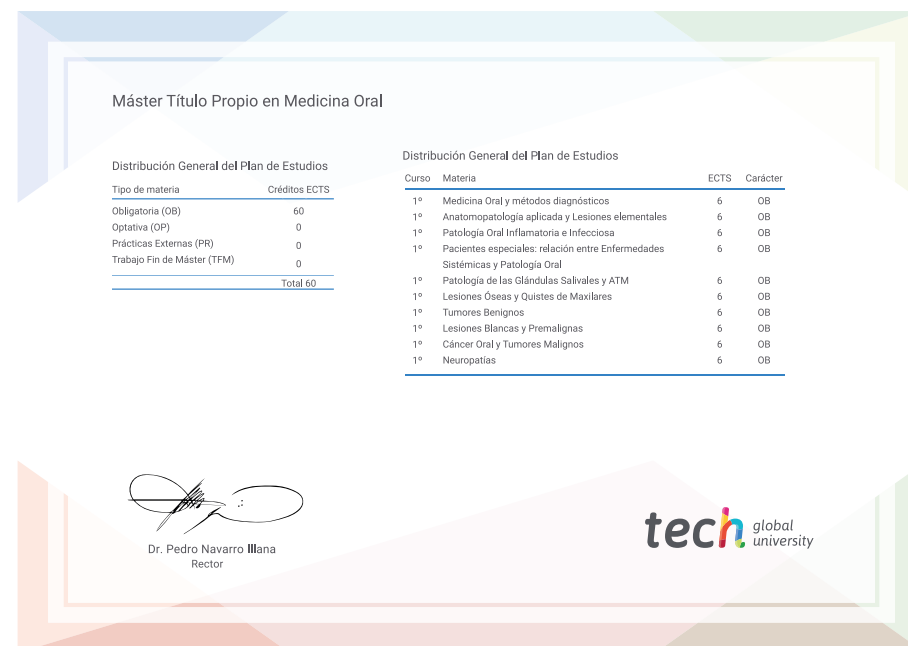 Máster Título Propio en Medicina Oral
Distribución General del Plan de Estudios
Tipo de materia Créditos ECTS
Obligatoria (OB) 60
Optativa (OP) 0
Prácticas Externas (PR) 0
Trabajo Fin de Máster (TFM) 0
Total 60
Distribución General del Plan de Estudios
Curso Materia ECTS Carácter
1º Medicina Oral y métodos diagnósticos 6 OB
1º Anatomopatología aplicada y Lesiones elementales 6 OB
1º Patología Oral Inflamatoria e Infecciosa 6 OB
1º Pacientes especiales: relación entre Enfermedades 6 OB
Sistémicas y Patología Oral
1º Patología de las Glándulas Salivales y ATM 6 OB
1º Lesiones Óseas y Quistes de Maxilares 6 OB
1º Tumores Benignos 6 OB
1º Lesiones Blancas y Premalignas 6 OB
1º Cáncer Oral y Tumores Malignos 6 OB
1º Neuropatías 6 OB
Dr. Pedro Navarro Illana
Rector
tech global
university